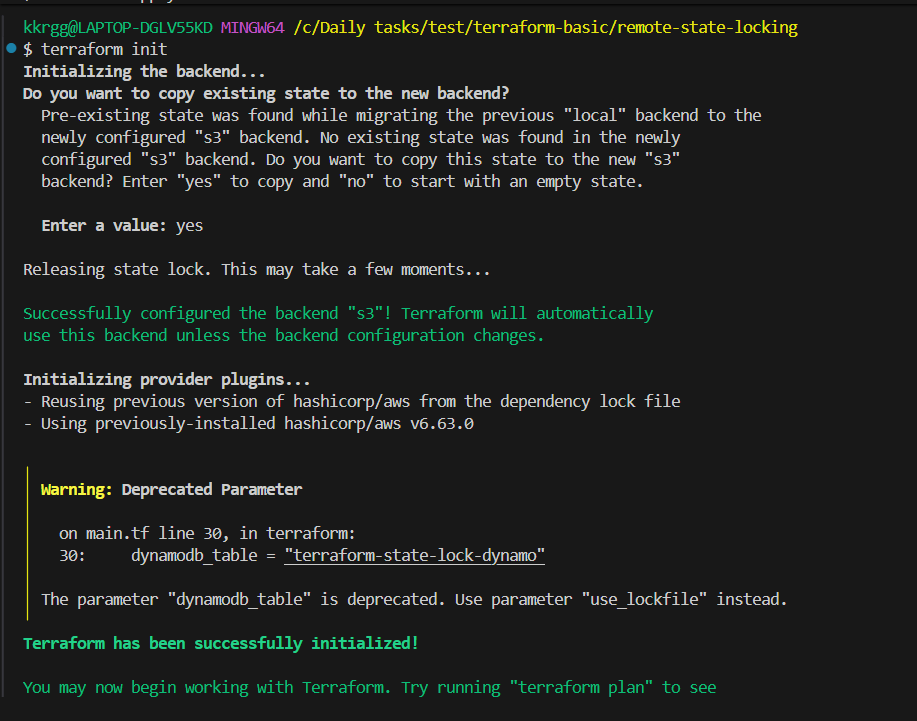 kkrgg@LAPTOP-DGLV55KD MINGW64 /c/Daily tasks/test/terraform-basic/remote-state-locking
$ terraform init
Initializing the backend...
Do you want to copy existing state to the new backend?
  Pre-existing state was found while migrating the previous "local" backend to the
  newly configured "s3" backend. No existing state was found in the newly
  configured "s3" backend. Do you want to copy this state to the new "s3"
  backend? Enter "yes" to copy and "no" to start with an empty state.

  Enter a value: yes

Releasing state lock. This may take a few moments...

Successfully configured the backend "s3"! Terraform will automatically
use this backend unless the backend configuration changes.

Initializing provider plugins...
- Reusing previous version of hashicorp/aws from the dependency lock file
- Using previously-installed hashicorp/aws v6.63.0

Warning: Deprecated Parameter

  on main.tf line 30, in terraform:
  30:     dynamodb_table = "terraform-state-lock-dynamo"

The parameter "dynamodb_table" is deprecated. Use parameter "use_lockfile" instead.

Terraform has been successfully initialized!

You may now begin working with Terraform. Try running "terraform plan" to see